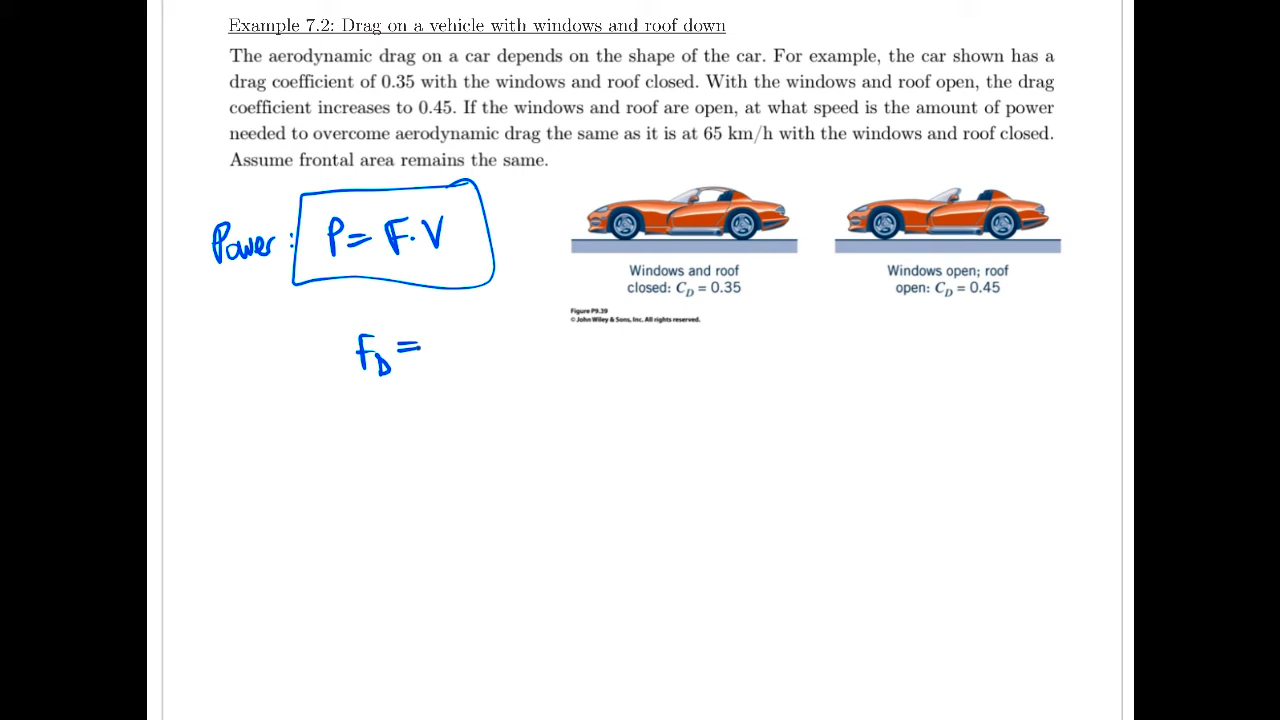 Example 7.2: Drag on a vehicle with windows and roof down
The aerodynamic drag on a car depends on the shape of the car. For example, the car shown has a
drag coefficient of 0.35 with the windows and roof closed. With the windows and roof open, the drag
coefficient increases to 0.45. If the windows and roof are open, at what speed is the amount of power
needed to overcome aerodynamic drag the same as it is at 65 km/h with the windows and roof closed.
Assume frontal area remains the same.
Power: P = F·V
Windows and roof
closed: C_D = 0.35
Windows open; roof
open: C_D = 0.45
Figure P9.39
© John Wiley & Sons, Inc. All rights reserved.
F_D =